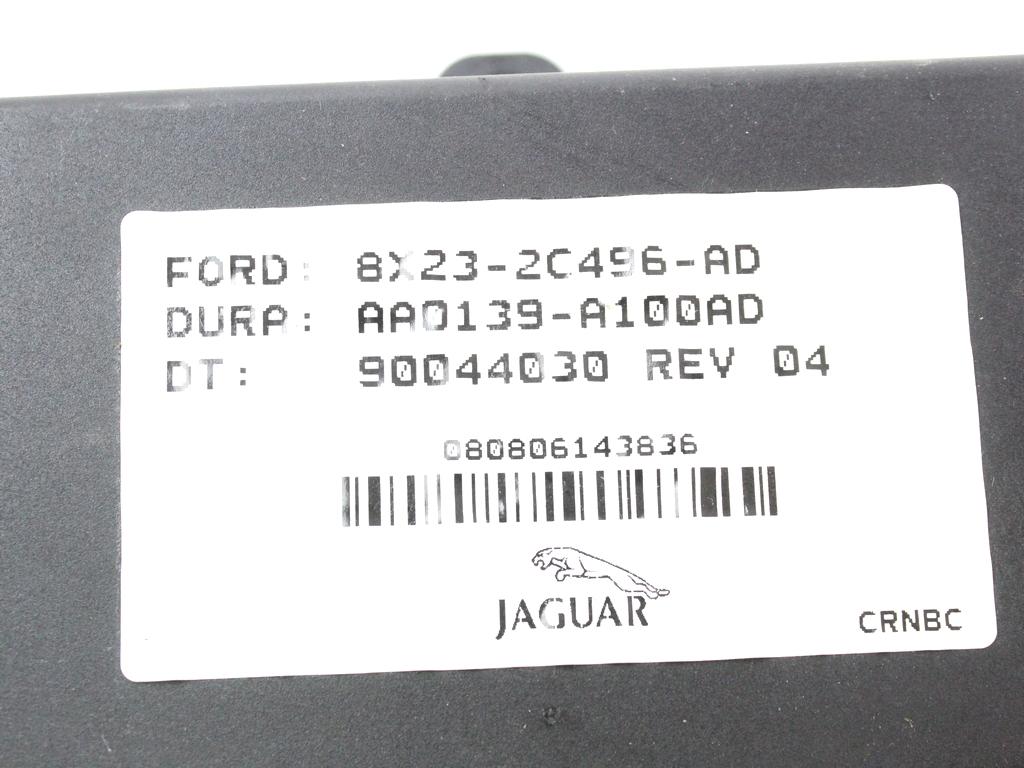 FORD: 8X23-2C496-AD
DURA: AA0139-A100AD
DT: 90044030 REV 04
080806143836
JAGUAR
CRNBC